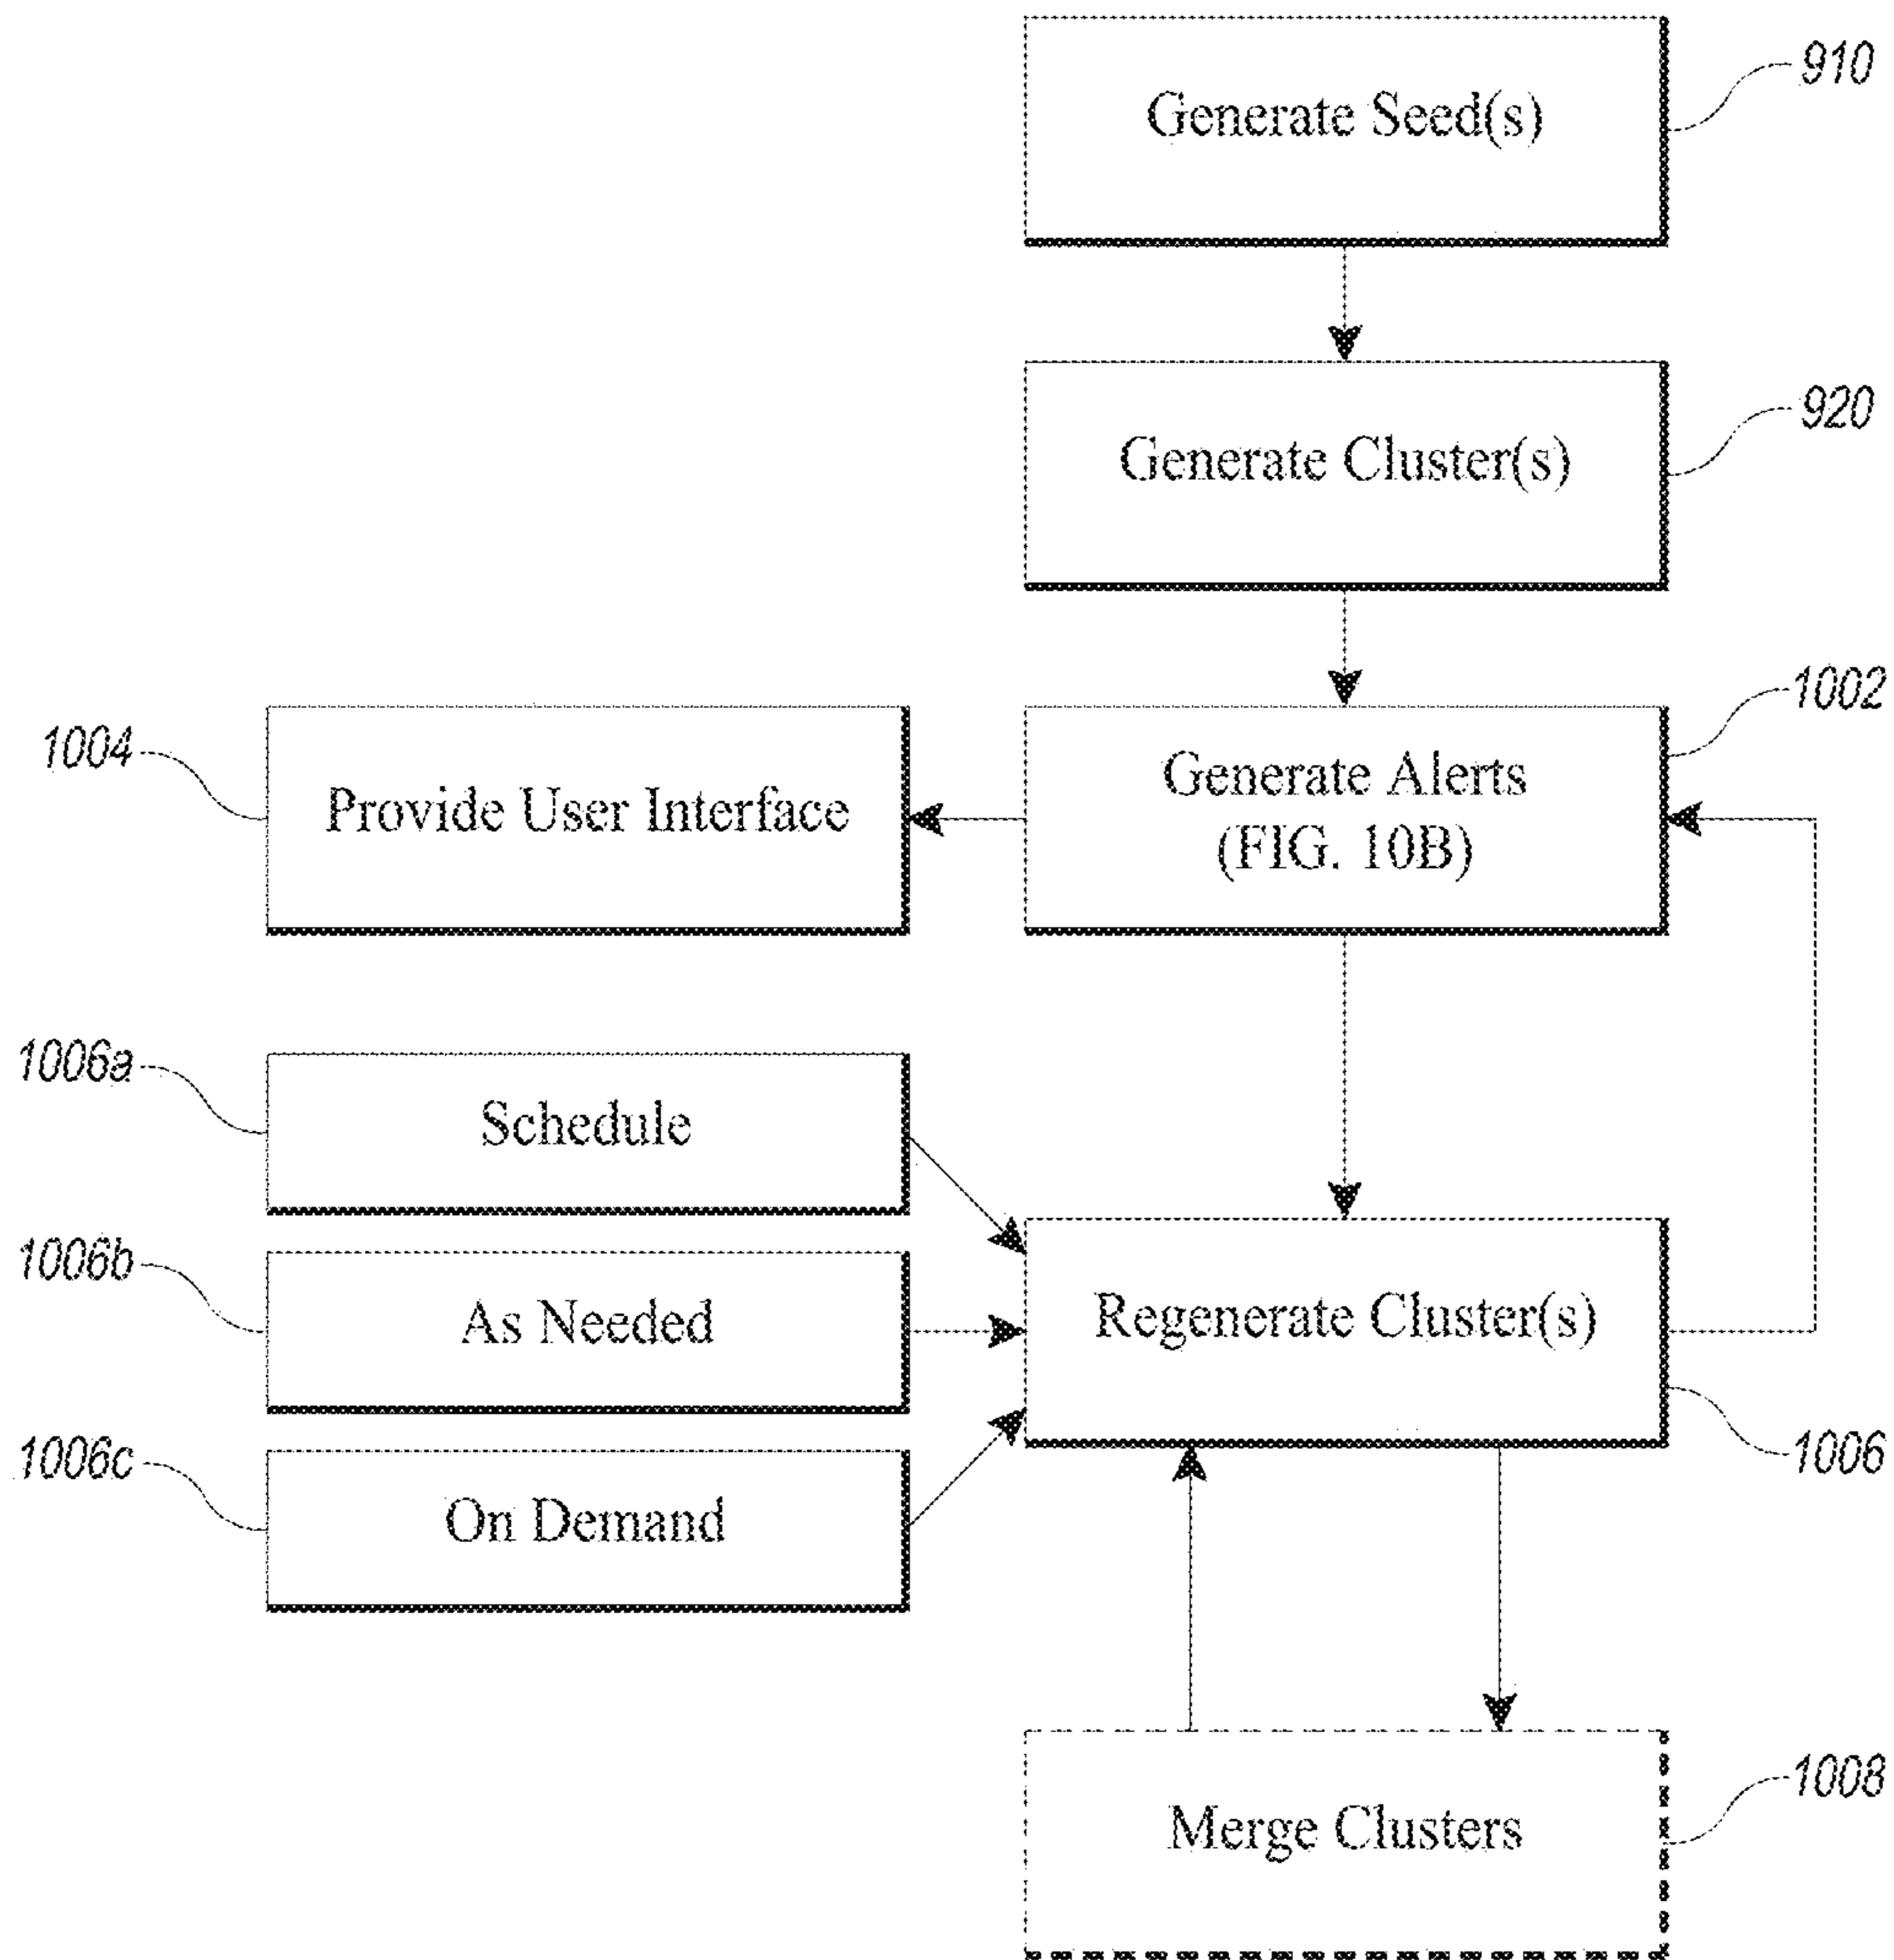 Generate Seed(s)
910
Generate Cluster(s)
920
1002
1004
Provide User Interface
Generate Alerts
(FIG. 10B)
1006a
Schedule
1006b
As Needed
Regenerate Cluster(s)
1006
1006c
On Demand
1008
Merge Clusters